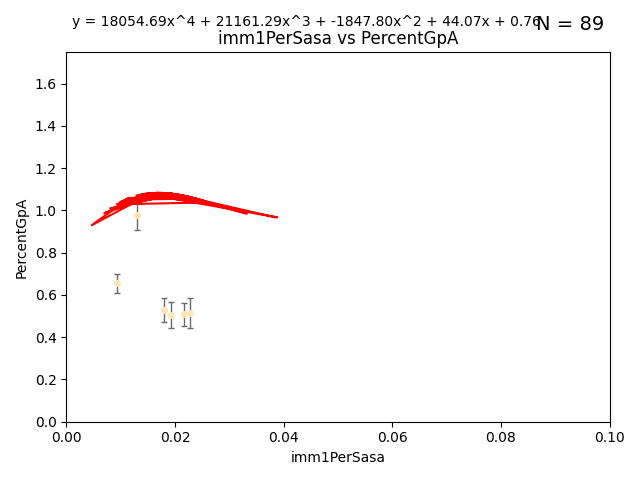 y = 18054.69x^4 + 21161.29x^3 + -1847.80x^2 + 44.07x + 0.76
N = 89
imm1PerSasa vs PercentGpA
1.6
1.4
1.2
1.0
0.8
0.6
0.4
0.2
0.0
PercentGpA
0.00 0.02 0.04 0.06 0.08 0.10
imm1PerSasa